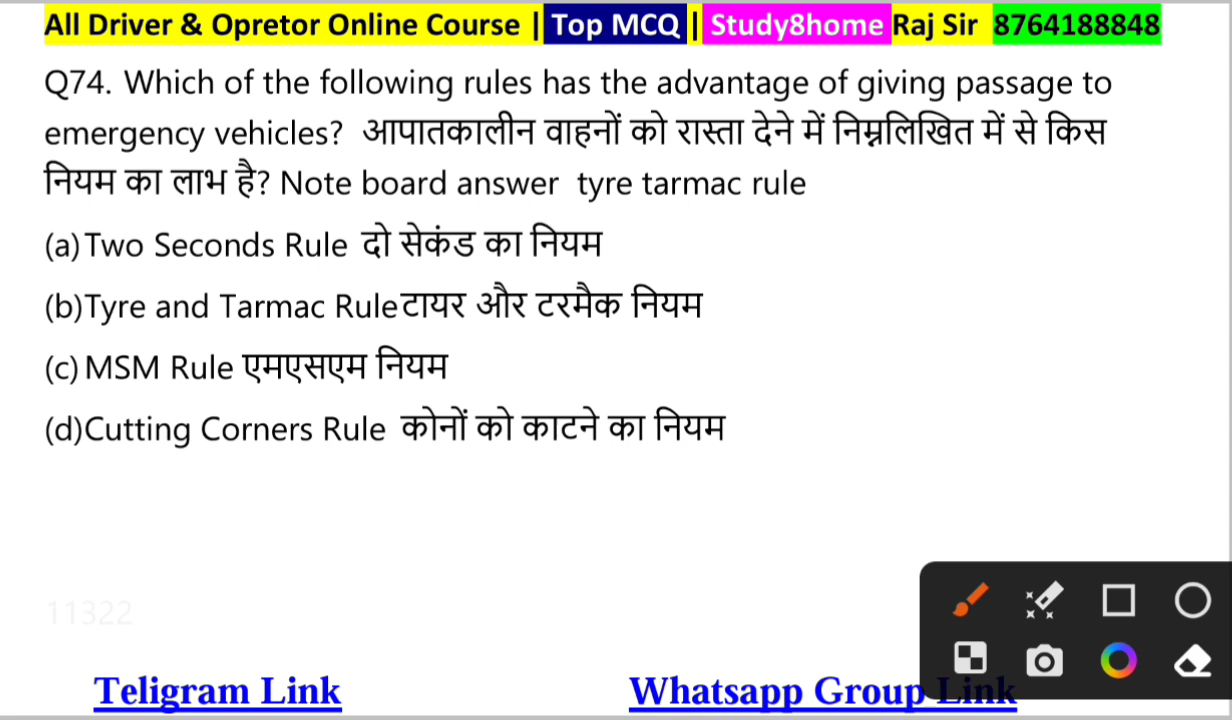 All Driver & Opretor Online Course | Top MCQ || Study8home Raj Sir 8764188848
Q74. Which of the following rules has the advantage of giving passage to
emergency vehicles? आपातकालीन वाहनों को रास्ता देने में निम्नलिखित में से किस
नियम का लाभ है? Note board answer tyre tarmac rule
(a) Two Seconds Rule दो सेकंड का नियम
(b)Tyre and Tarmac Ruleटायर और टरमैक नियम
(c) MSM Rule एमएसएम नियम
(d)Cutting Corners Rule कोनों को काटने का नियम
11322
Teligram Link
Whatsapp Group Link